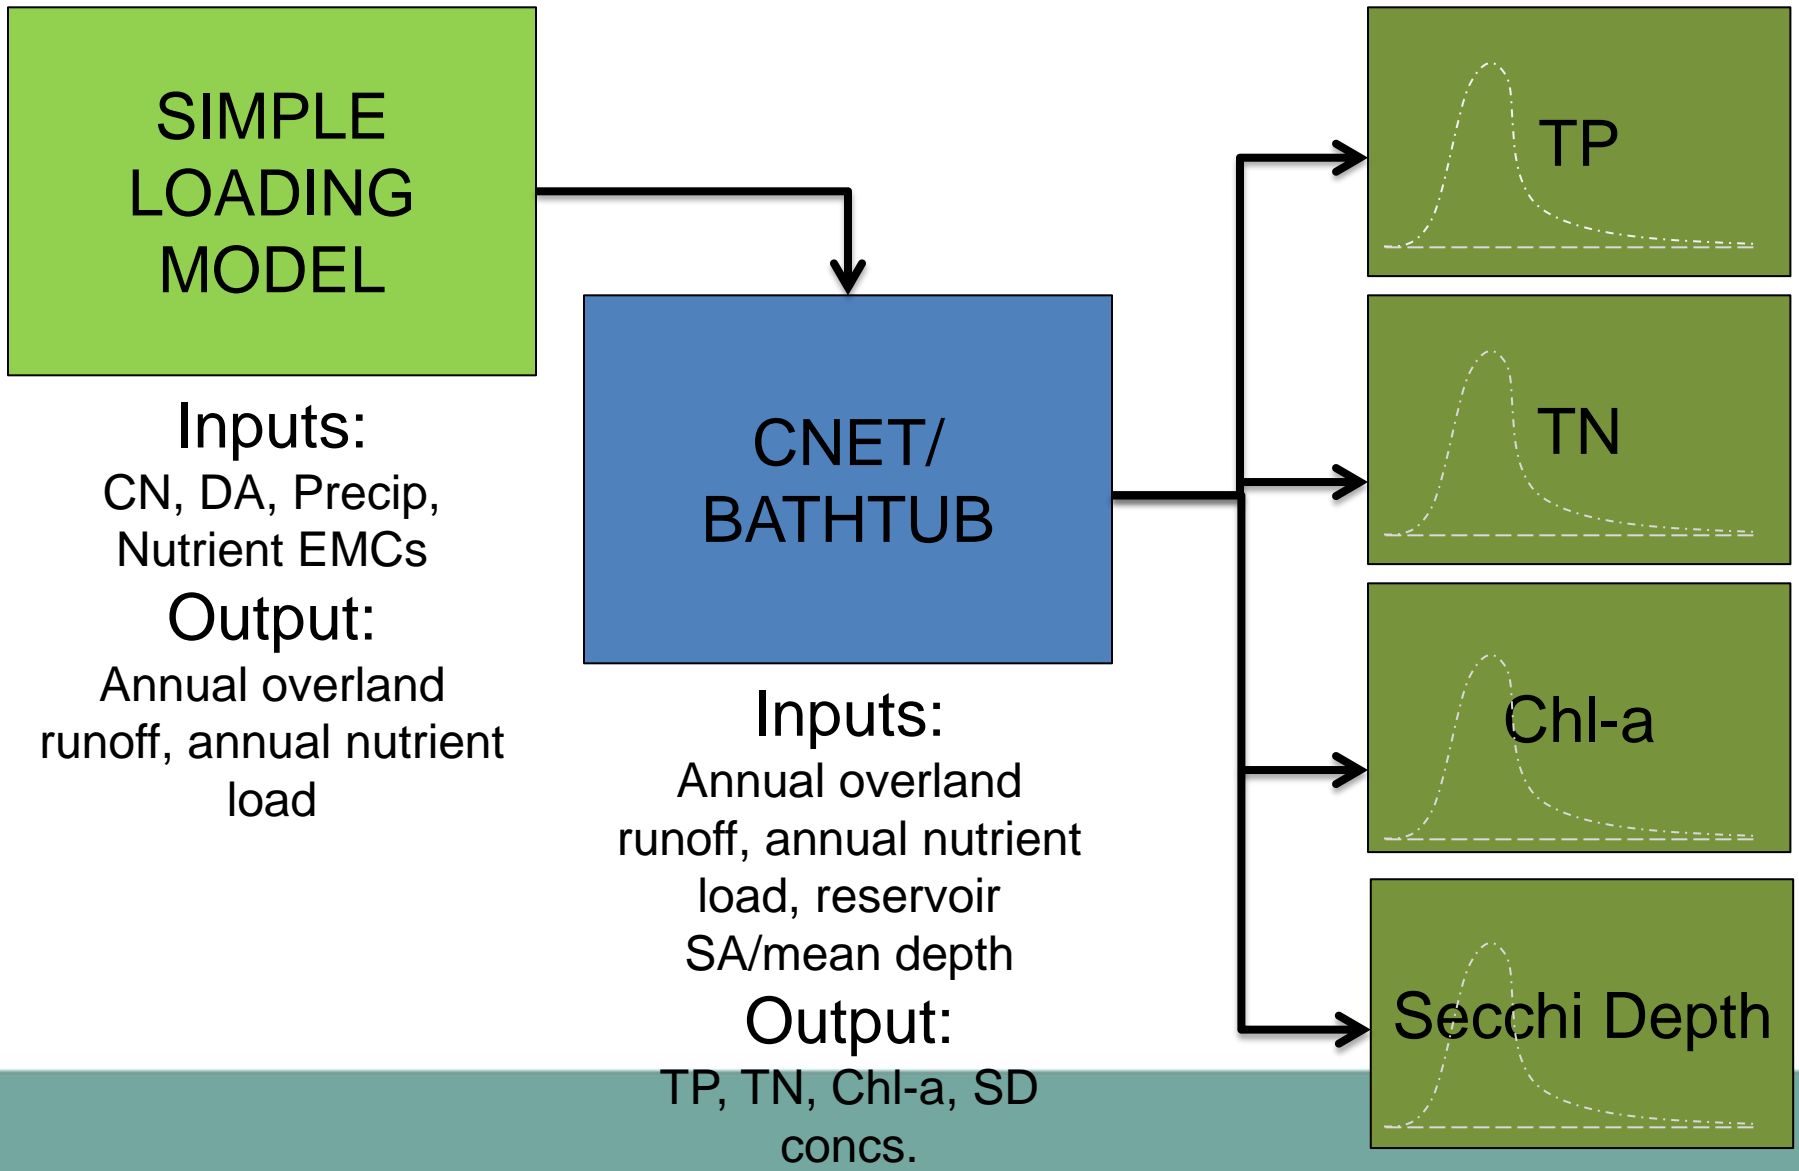 SIMPLE
LOADING
MODEL
Inputs:
CN, DA, Precip,
Nutrient EMCs
Output:
Annual overland
runoff, annual nutrient
load
CNET/
BATHTUB
Inputs:
Annual overland
runoff, annual nutrient
load, reservoir
SA/mean depth
Output:
TP, TN, Chl-a, SD
concs.
TP
TN
Chl-a
Secchi Depth